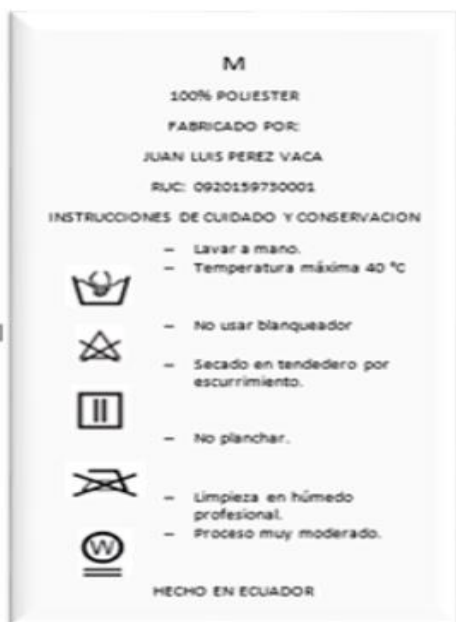 M
100% POLIESTER
FABRICADO POR:
JUAN LUIS PEREZ VACA
RUC: 0920159730001
INSTRUCCIONES DE CUIDADO Y CONSERVACION
– Lavar a mano.
– Temperatura máxima 40 °C
– No usar blanqueador
– Secado en tendedero por
escurrimiento.
– No planchar.
– Limpieza en húmedo
profesional.
– Proceso muy moderado.
W
HECHO EN ECUADOR